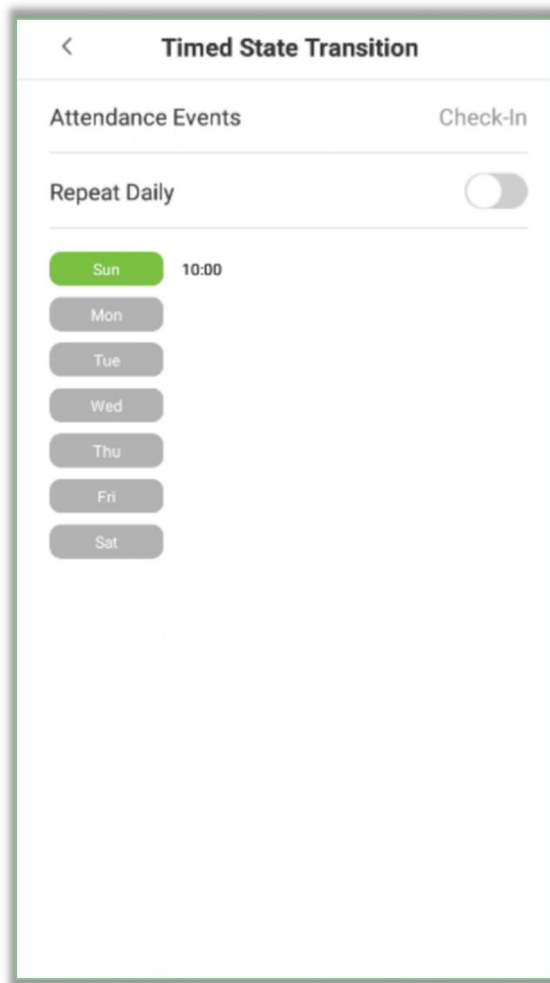 Timed State Transition
Attendance Events Check-In
Repeat Daily
Sun 10:00
Mon
Tue
Wed
Thu
Fri
Sat